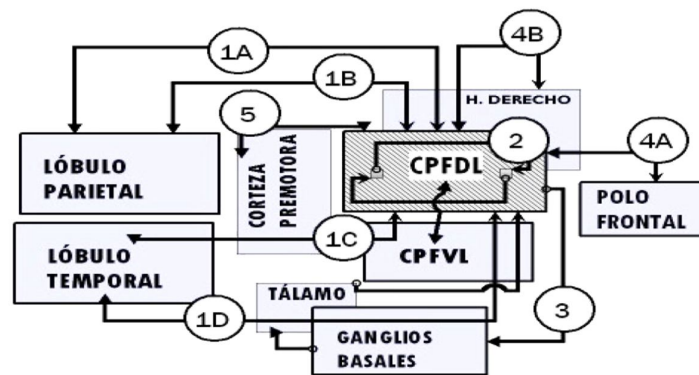 1A
4B
1B
H. DERECHO
5
2
4A
LÓBULO
PARIETAL
CORTEZA
PREMOTORA
CPFDL
POLO
FRONTAL
LÓBULO
TEMPORAL
1C
CPFVL
TÁLAMO
1D
3
GANGLIOS
BASALES